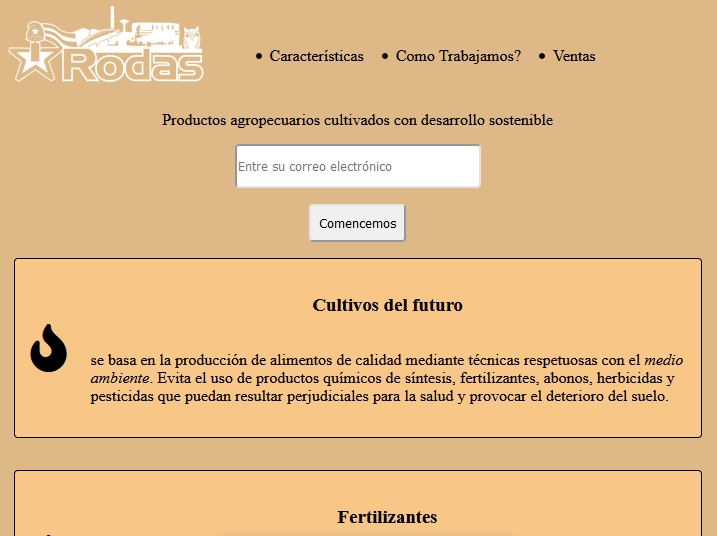 Rodas
Características
Como Trabajamos?
Ventas
Productos agropecuarios cultivados con desarrollo sostenible
Entre su correo electrónico
Comencemos
Cultivos del futuro
se basa en la producción de alimentos de calidad mediante técnicas respetuosas con el medio
ambiente. Evita el uso de productos químicos de síntesis, fertilizantes, abonos, herbicidas y
pesticidas que puedan resultar perjudiciales para la salud y provocar el deterioro del suelo.
Fertilizantes